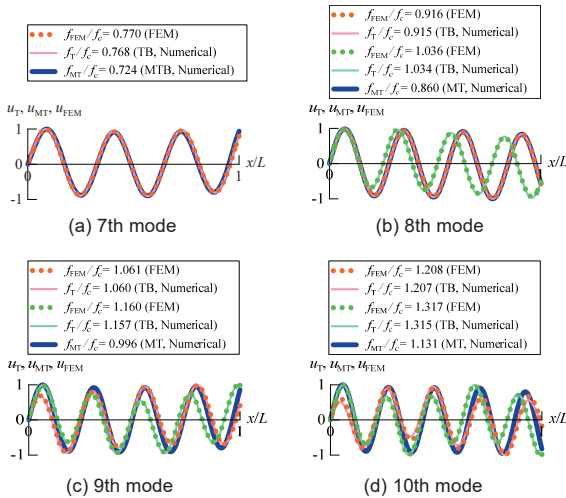 f_FEM/f_c= 0.770 (FEM)
f_T/f_c= 0.768 (TB, Numerical)
f_MT/f_c= 0.724 (MTB, Numerical)
u_T, u_MT, u_FEM
1
0
-1
0
1
x/L
(a) 7th mode
f_FEM/f_c= 0.916 (FEM)
f_T/f_c= 0.915 (TB, Numerical)
f_FEM/f_c= 1.036 (FEM)
f_T/f_c= 1.034 (TB, Numerical)
f_MT/f_c= 0.860 (MT, Numerical)
u_T, u_MT, u_FEM
1
0
-1
0
1
x/L
(b) 8th mode
f_FEM/f_c= 1.061 (FEM)
f_T/f_c= 1.060 (TB, Numerical)
f_FEM/f_c= 1.160 (FEM)
f_T/f_c= 1.157 (TB, Numerical)
f_MT/f_c= 0.996 (MT, Numerical)
u_T, u_MT, u_FEM
1
0
-1
0
1
x/L
(c) 9th mode
f_FEM/f_c= 1.208 (FEM)
f_T/f_c= 1.207 (TB, Numerical)
f_FEM/f_c= 1.317 (FEM)
f_T/f_c= 1.315 (TB, Numerical)
f_MT/f_c= 1.131 (MT, Numerical)
u_T, u_MT, u_FEM
1
0
-1
0
1
x/L
(d) 10th mode